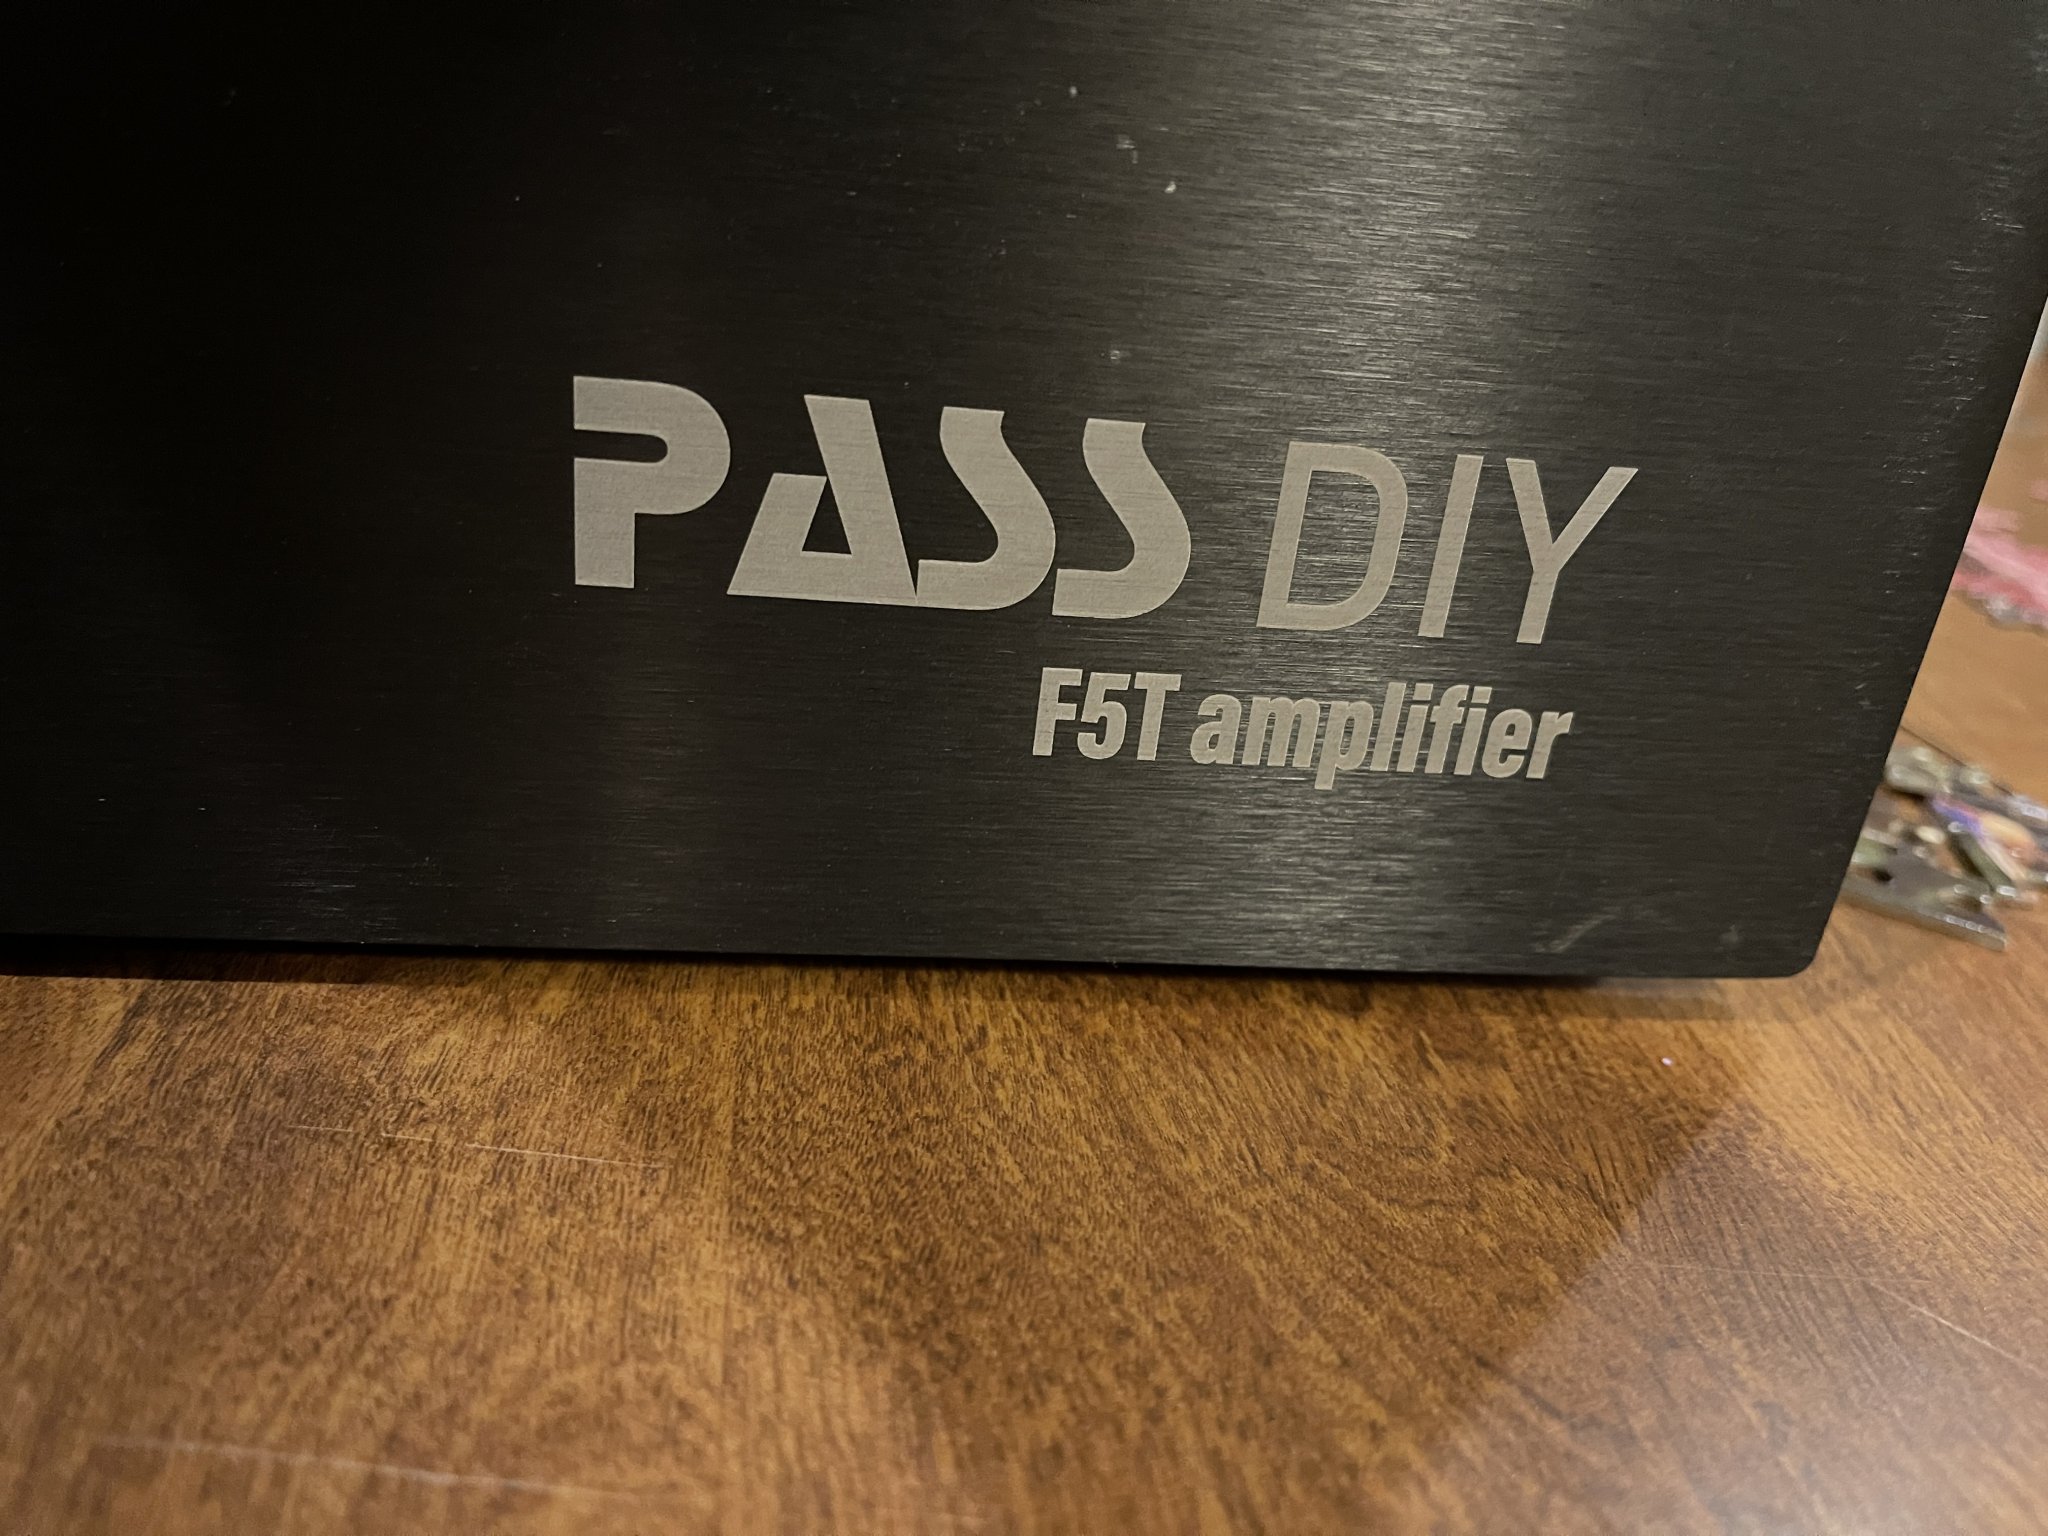 PASS DIY
F5T amplifier